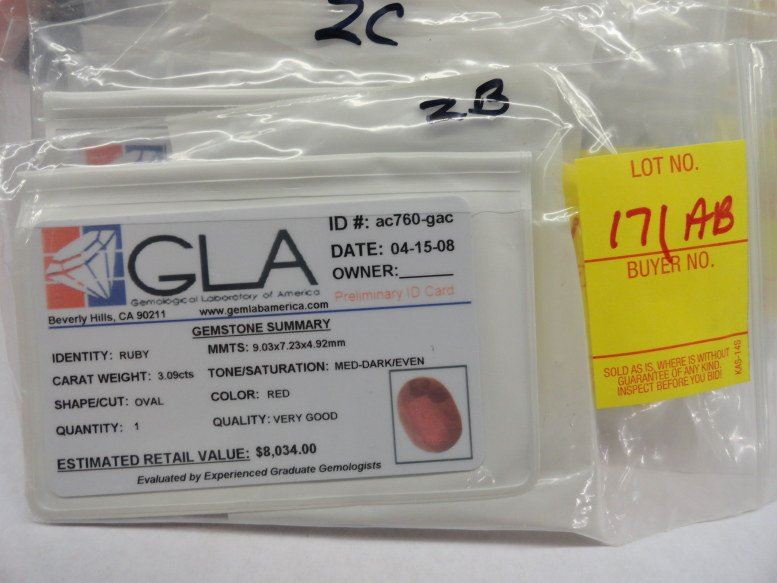 2C
2B
GLA
Gemological Laboratory of America
Beverly Hills, CA 90211 www.gemlabamerica.com
ID #: ac760-gac
DATE: 04-15-08
OWNER:
Preliminary ID Card
GEMSTONE SUMMARY
IDENTITY: RUBY MMTS: 9.03x7.23x4.92mm
CARAT WEIGHT: 3.09cts TONE/SATURATION: MED-DARK/EVEN
SHAPE/CUT: OVAL COLOR: RED
QUANTITY: 1 QUALITY: VERY GOOD
ESTIMATED RETAIL VALUE: $8,034.00
Evaluated by Experienced Graduate Gemologists
LOT NO.
171AB
BUYER NO.
SOLD AS IS, WHERE IS WITHOUT
GUARANTEE OF ANY KIND.
INSPECT BEFORE YOU BID!
KAS-14S